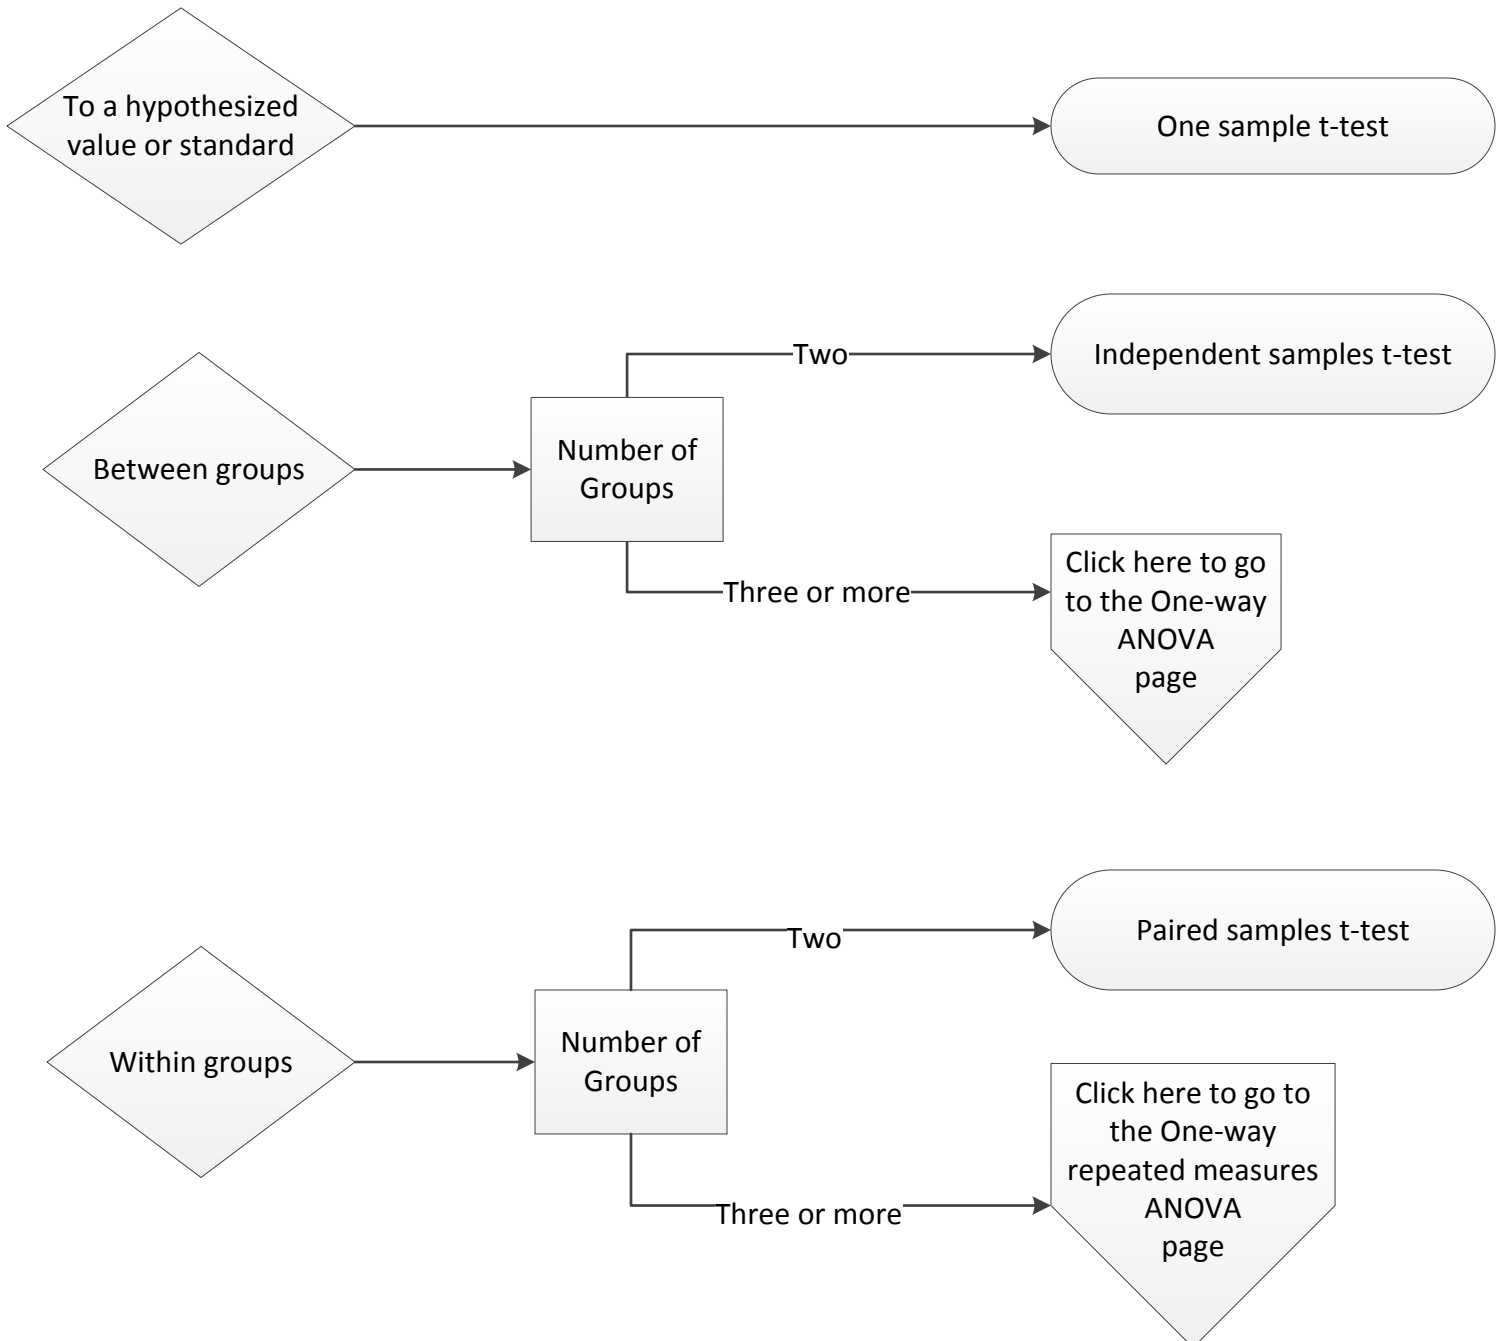 To a hypothesized
value or standard
One sample t-test
Between groups
Number of
Groups
Two
Independent samples t-test
Three or more
Click here to go
to the One-way
ANOVA
page
Within groups
Number of
Groups
Two
Paired samples t-test
Three or more
Click here to go to
the One-way
repeated measures
ANOVA
page